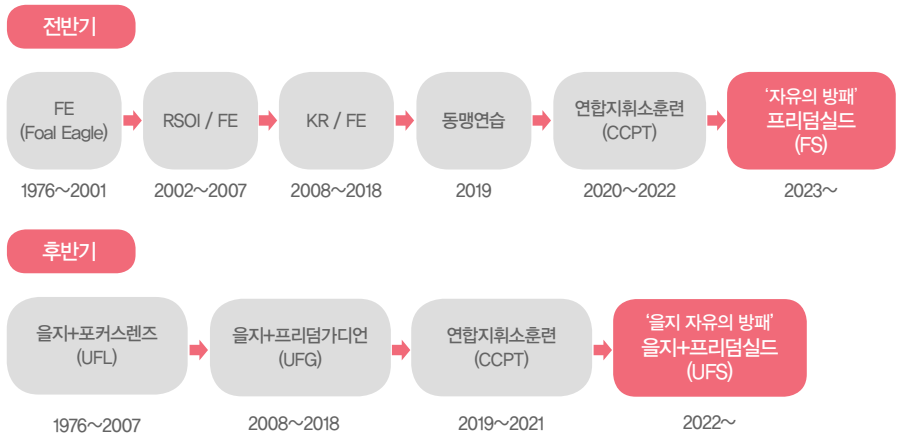 전반기
FE
(Foal Eagle)
RSOI / FE
KR / FE
동맹연습
연합지휘소훈련
(CCPT)
'자유의 방패'
프리덤실드
(FS)
1976~2001
2002~2007
2008~2018
2019
2020~2022
2023~
후반기
을지+포커스렌즈
(UFL)
을지+프리덤가디언
(UFG)
연합지휘소훈련
(CCPT)
'을지 자유의 방패'
을지+프리덤실드
(UFS)
1976~2007
2008~2018
2019~2021
2022~